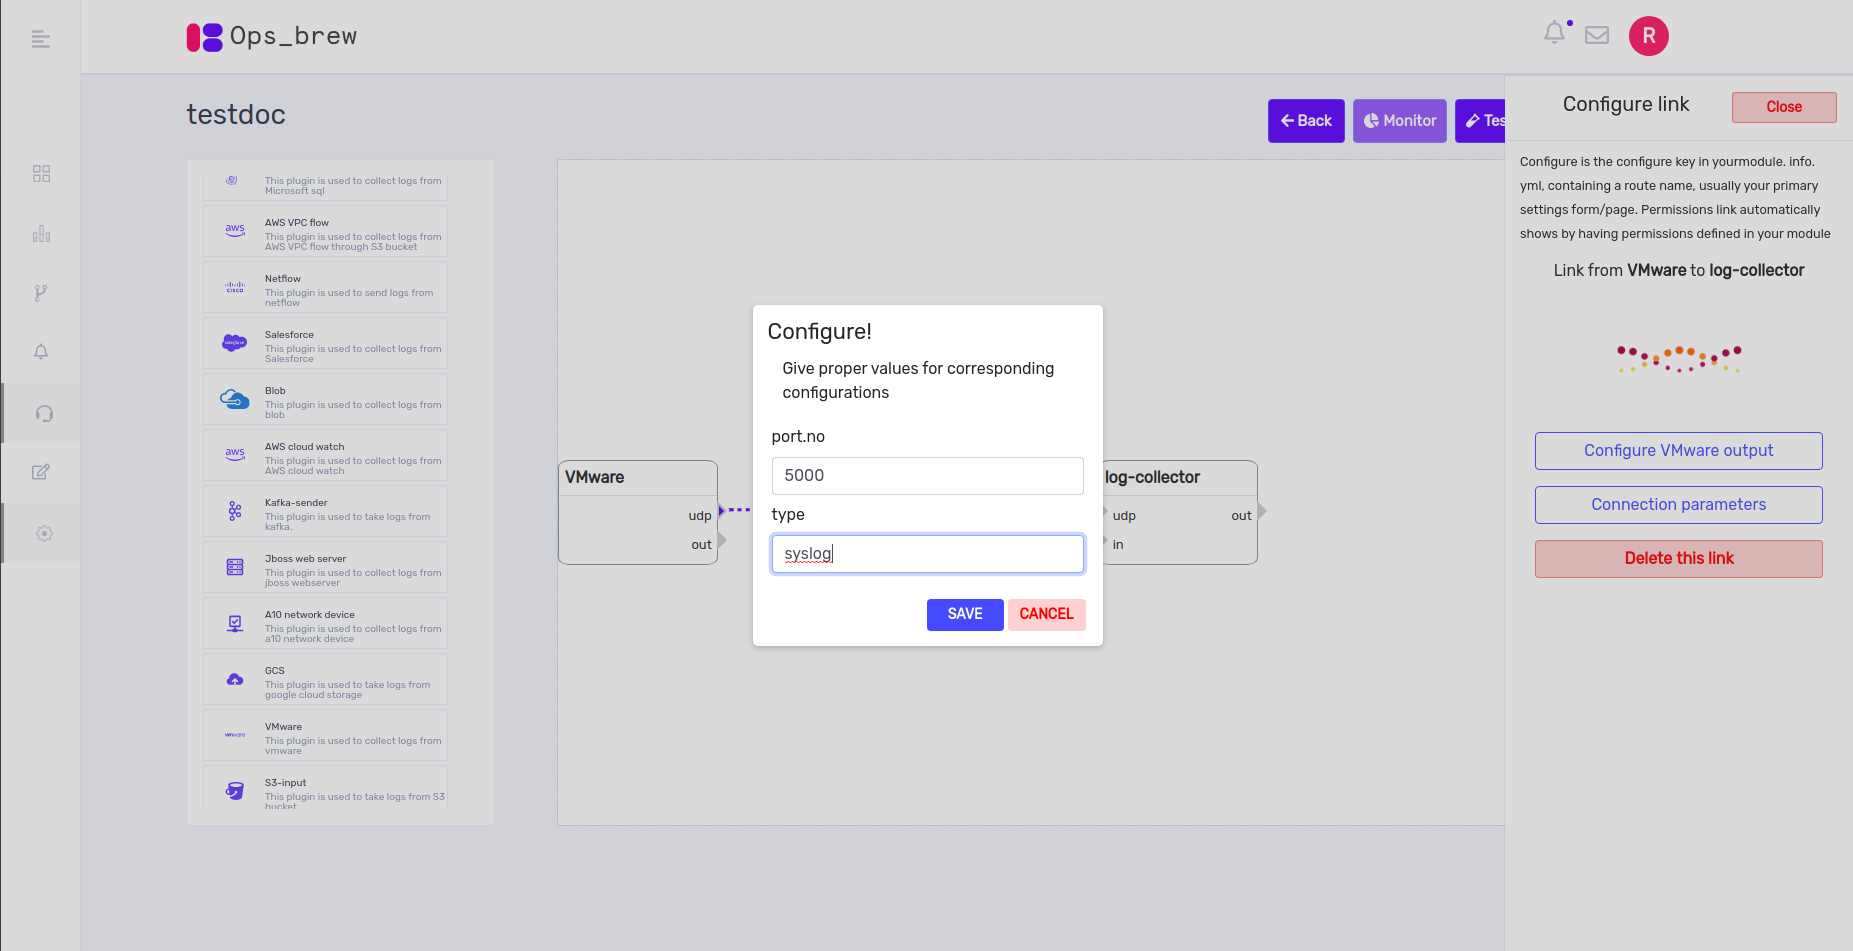 Ops_brew
R
testdoc
Back
Monitor
Tes
This plugin is used to collect logs from
Microsoft sql
aws
AWS VPC flow
This plugin is used to collect logs from
AWS VPC flow through S3 bucket
CISCO
Netflow
This plugin is used to send logs from
netflow
salesforce
Salesforce
This plugin is used to collect logs from
Salesforce
Blob
This plugin is used to collect logs from
blob
aws
AWS cloud watch
This plugin is used to collect logs from
AWS cloud watch
Kafka-sender
This plugin is used to take logs from
kafka.
Jboss web server
This plugin is used to collect logs from
jboss webserver
A10 network device
This plugin is used to collect logs from
a10 network device
GCS
This plugin is used to take logs from
google cloud storage
vmware
VMware
This plugin is used to collect logs from
vmware
S3-input
This plugin is used to take logs from S3
bucket
VMware
udp
out
Configure!
Give proper values for corresponding
configurations
port.no
5000
type
syslog
SAVE
CANCEL
log-collector
udp
out
in
Configure link
Close
Configure is the configure key in yourmodule. info.
yml, containing a route name, usually your primary
settings form/page. Permissions link automatically
shows by having permissions defined in your module
Link from VMware to log-collector
Configure VMware output
Connection parameters
Delete this link